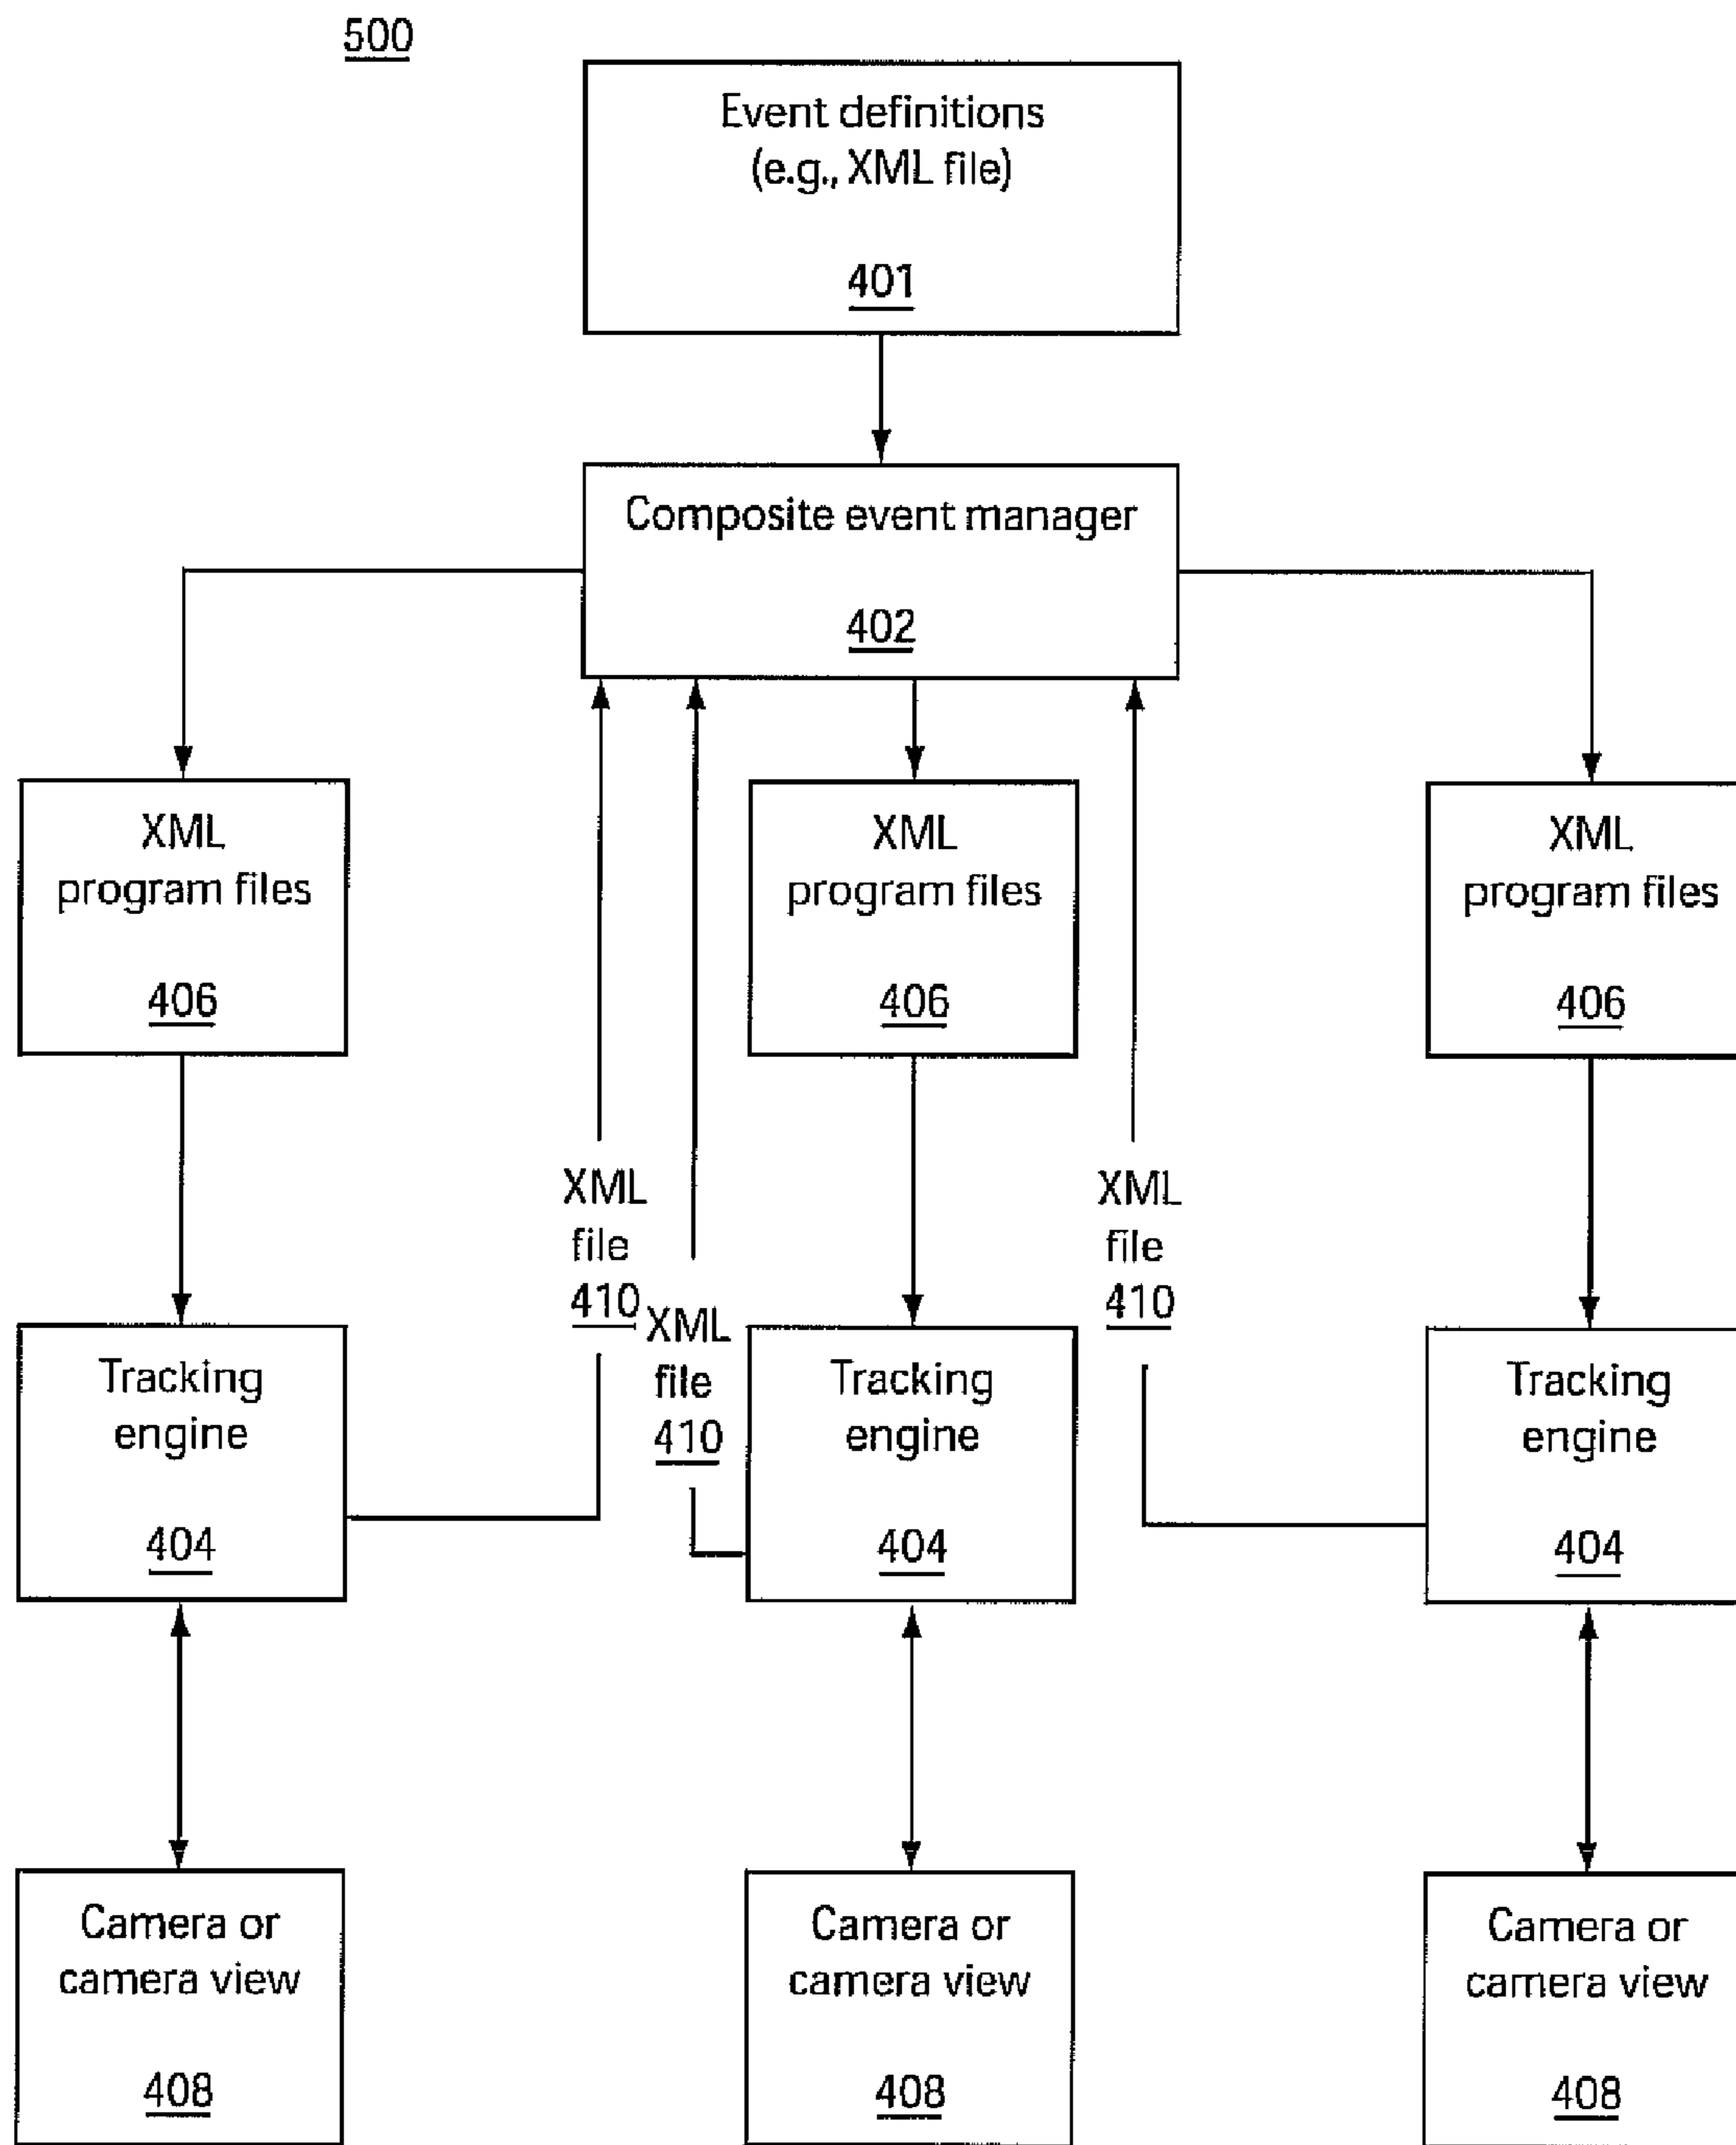 500
Event definitions
(e.g., XML file)
401
Composite event manager
402
XML
program files
406
XML
program files
406
XML
program files
406
XML
file
410
XML
file
410
XML
file
410
Tracking
engine
404
Tracking
engine
404
Tracking
engine
404
Camera or
camera view
408
Camera or
camera view
408
Camera or
camera view
408